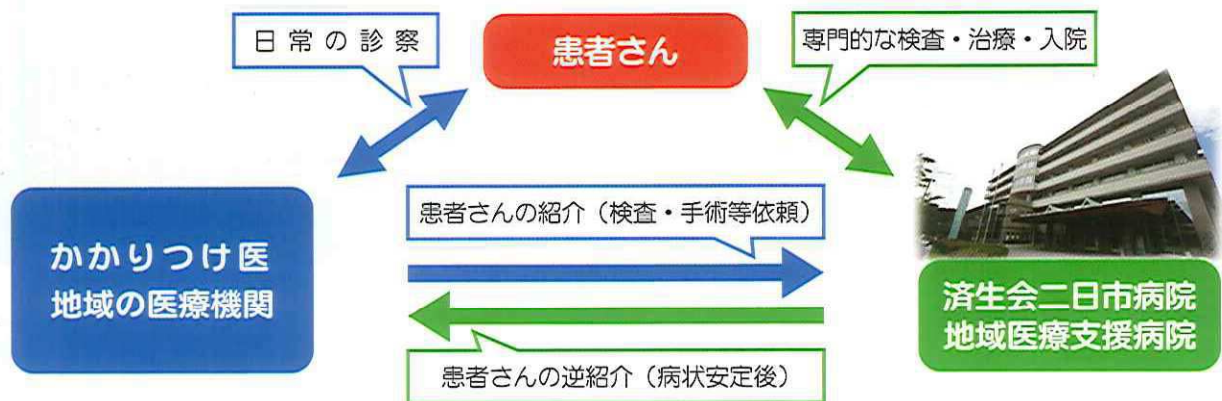 日常の診察
患者さん
専門的な検査・治療・入院
患者さんの紹介（検査・手術等依頼）
かかりつけ医
地域の医療機関
済生会二日市病院
地域医療支援病院
患者さんの逆紹介（病状安定後）